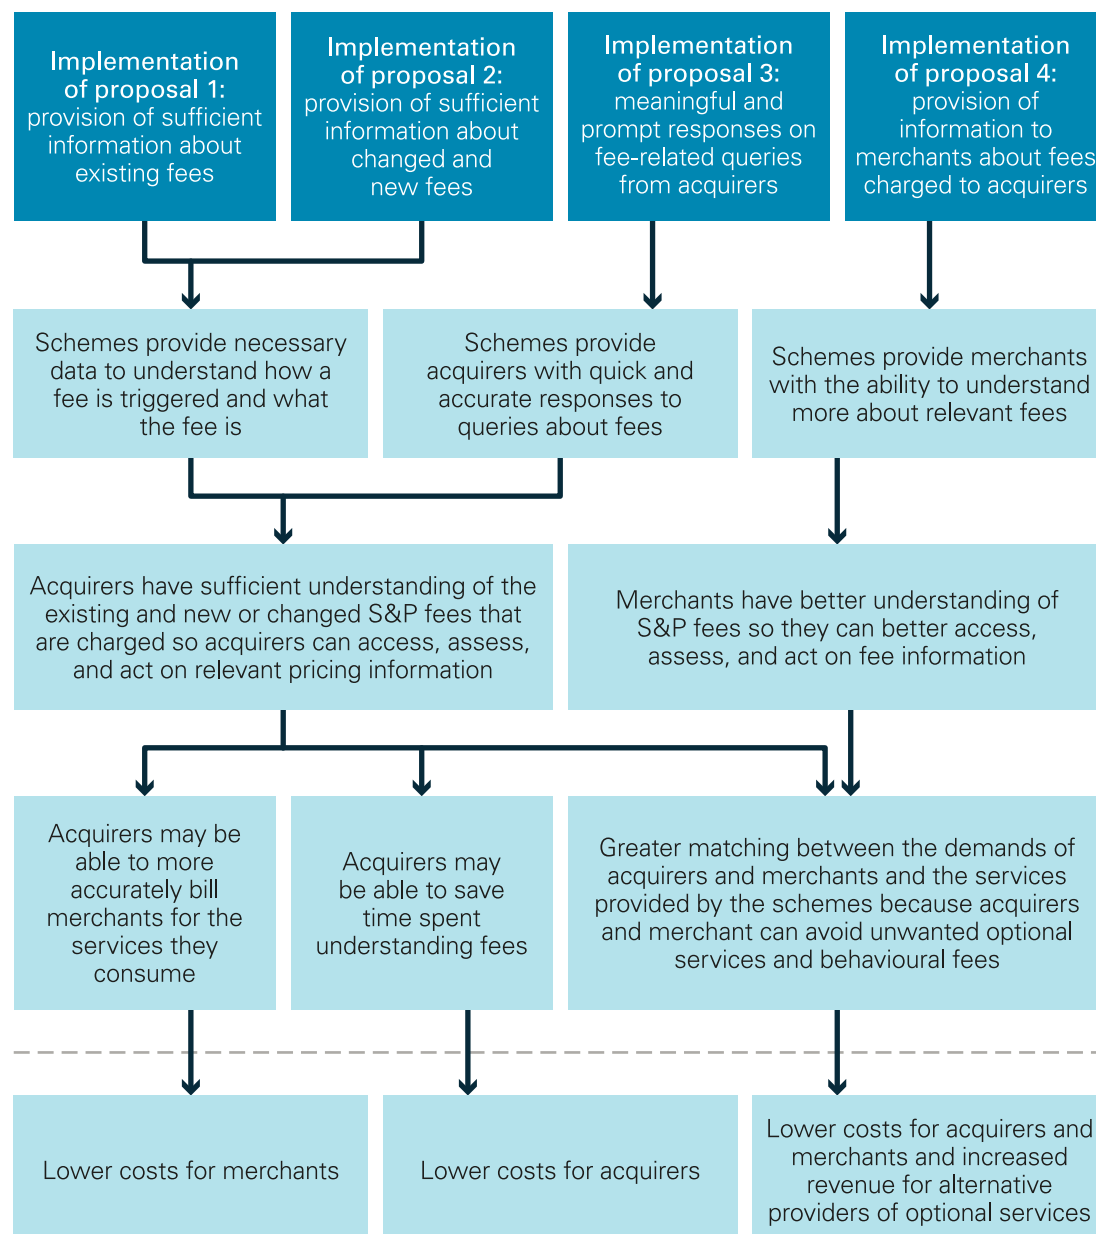 Implementation
of proposal 1:
provision of sufficient
information about
existing fees
Implementation
of proposal 2:
provision of sufficient
information about
changed and
new fees
Implementation
of proposal 3:
meaningful and
prompt responses on
fee-related queries
from acquirers
Implementation
of proposal 4:
provision of
information to
merchants about fees
charged to acquirers
Schemes provide necessary
data to understand how a
fee is triggered and what
the fee is
Schemes provide
acquirers with quick and
accurate responses to
queries about fees
Schemes provide merchants
with the ability to understand
more about relevant fees
Acquirers have sufficient understanding of the
existing and new or changed S&P fees that
are charged so acquirers can access, assess,
and act on relevant pricing information
Merchants have better understanding of
S&P fees so they can better access,
assess, and act on fee information
Acquirers may be
able to more
accurately bill
merchants for the
services they
consume
Acquirers may
be able to save
time spent
understanding fees
Greater matching between the demands of
acquirers and merchants and the services
provided by the schemes because acquirers
and merchant can avoid unwanted optional
services and behavioural fees
Lower costs for merchants
Lower costs for acquirers
Lower costs for acquirers and
merchants and increased
revenue for alternative
providers of optional services